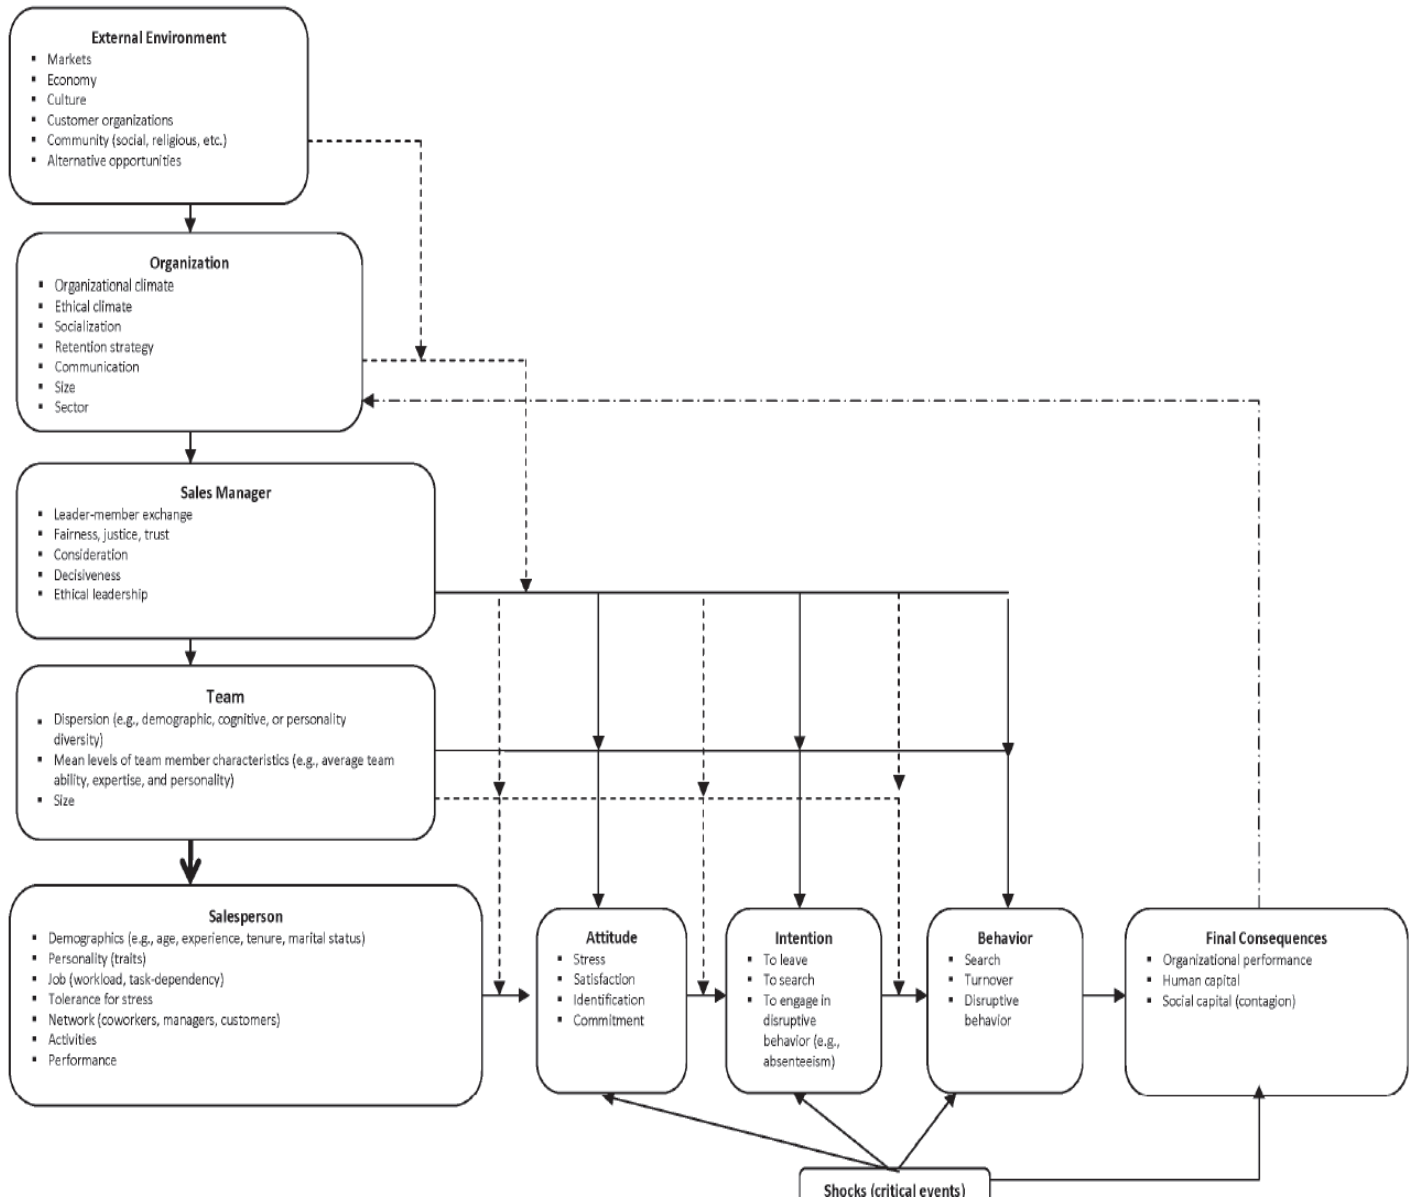 External Environment
▪ Markets
▪ Economy
▪ Culture
▪ Customer organizations
▪ Community (social, religious, etc.)
▪ Alternative opportunities
Organization
▪ Organizational climate
▪ Ethical climate
▪ Socialization
▪ Retention strategy
▪ Communication
▪ Size
▪ Sector
Sales Manager
▪ Leader-member exchange
▪ Fairness, justice, trust
▪ Consideration
▪ Decisiveness
▪ Ethical leadership
Team
▪ Dispersion (e.g., demographic, cognitive, or personality
diversity)
▪ Mean levels of team member characteristics (e.g., average team
ability, expertise, and personality)
▪ Size
Salesperson
▪ Demographics (e.g., age, experience, tenure, marital status)
▪ Personality (traits)
▪ Job (workload, task-dependency)
▪ Tolerance for stress
▪ Network (coworkers, managers, customers)
▪ Activities
▪ Performance
Attitude
▪ Stress
▪ Satisfaction
▪ Identification
▪ Commitment
Intention
▪ To leave
▪ To search
▪ To engage in
disruptive
behavior (e.g.,
absenteeism)
Behavior
▪ Search
▪ Turnover
▪ Disruptive
behavior
Final Consequences
▪ Organizational performance
▪ Human capital
▪ Social capital (contagion)
Shocks (critical events)